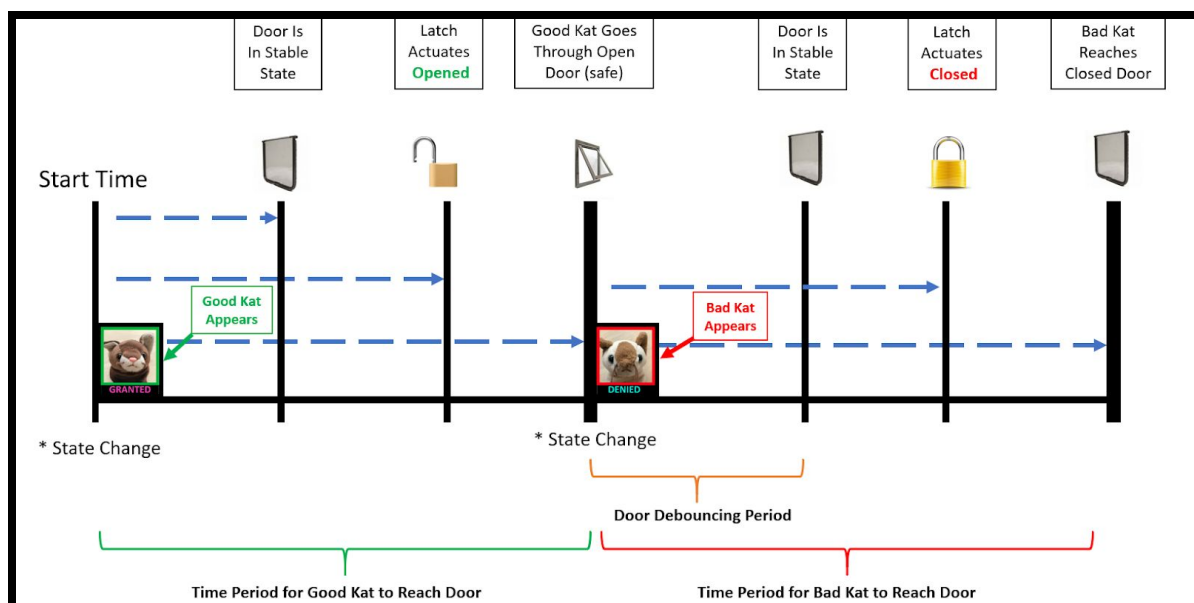 Door Is
In Stable
State
Latch
Actuates
Opened
Good Kat Goes
Through Open
Door (safe)
Door Is
In Stable
State
Latch
Actuates
Closed
Bad Kat
Reaches
Closed Door
Start Time
Good Kat
Appears
Bad Kat
Appears
GRANTED
DENIED
* State Change
* State Change
Door Debouncing Period
Time Period for Good Kat to Reach Door
Time Period for Bad Kat to Reach Door